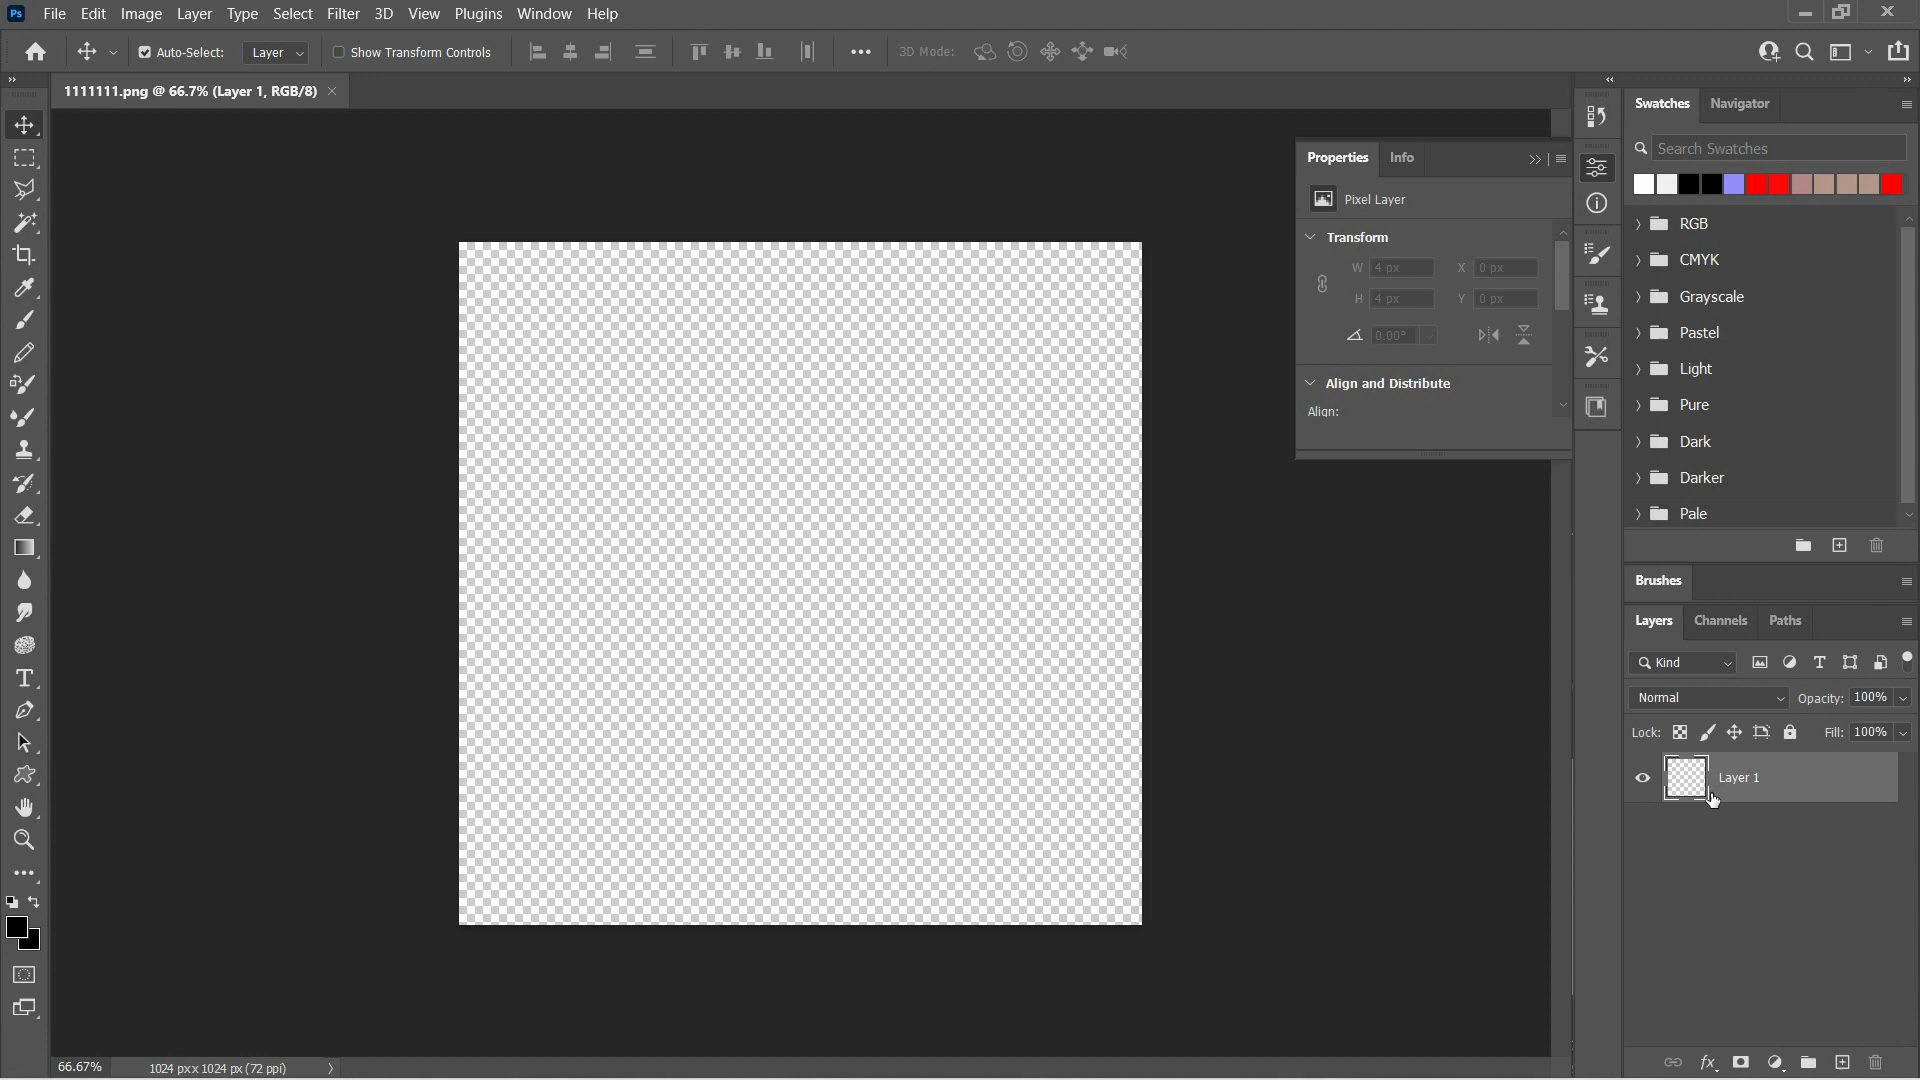 Ps File Edit Image Layer Type Select Filter 3D View Plugins Window Help
Auto-Select: Layer Show Transform Controls 3D Mode:
1111111.png @ 66.7% (Layer 1, RGB/8)
Swatches Navigator
Search Swatches
Properties Info
Pixel Layer
Transform
W 4 px X 0 px
H 4 px Y 0 px
0.00°
Align and Distribute
Align:
RGB
CMYK
Grayscale
Pastel
Light
Pure
Dark
Darker
Pale
Brushes
Layers Channels Paths
Kind
Normal Opacity: 100%
Lock: Fill: 100%
Layer 1
66.67% 1024 px x 1024 px (72 ppi)